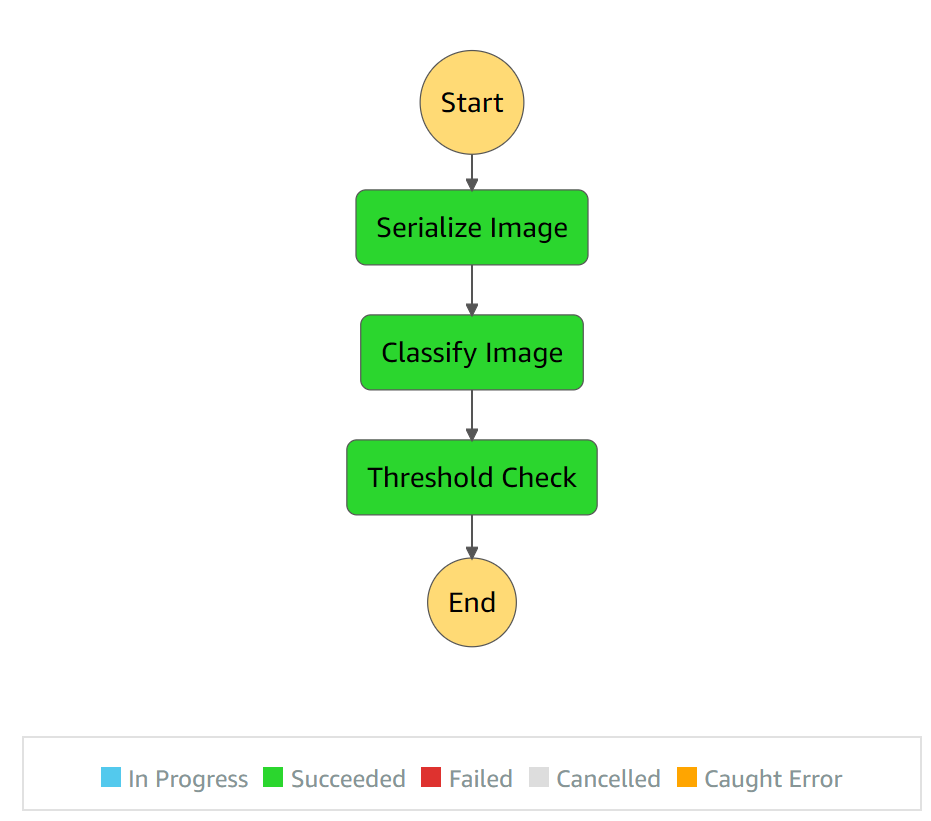 Start
Serialize Image
Classify Image
Threshold Check
End
In Progress Succeeded Failed Cancelled Caught Error